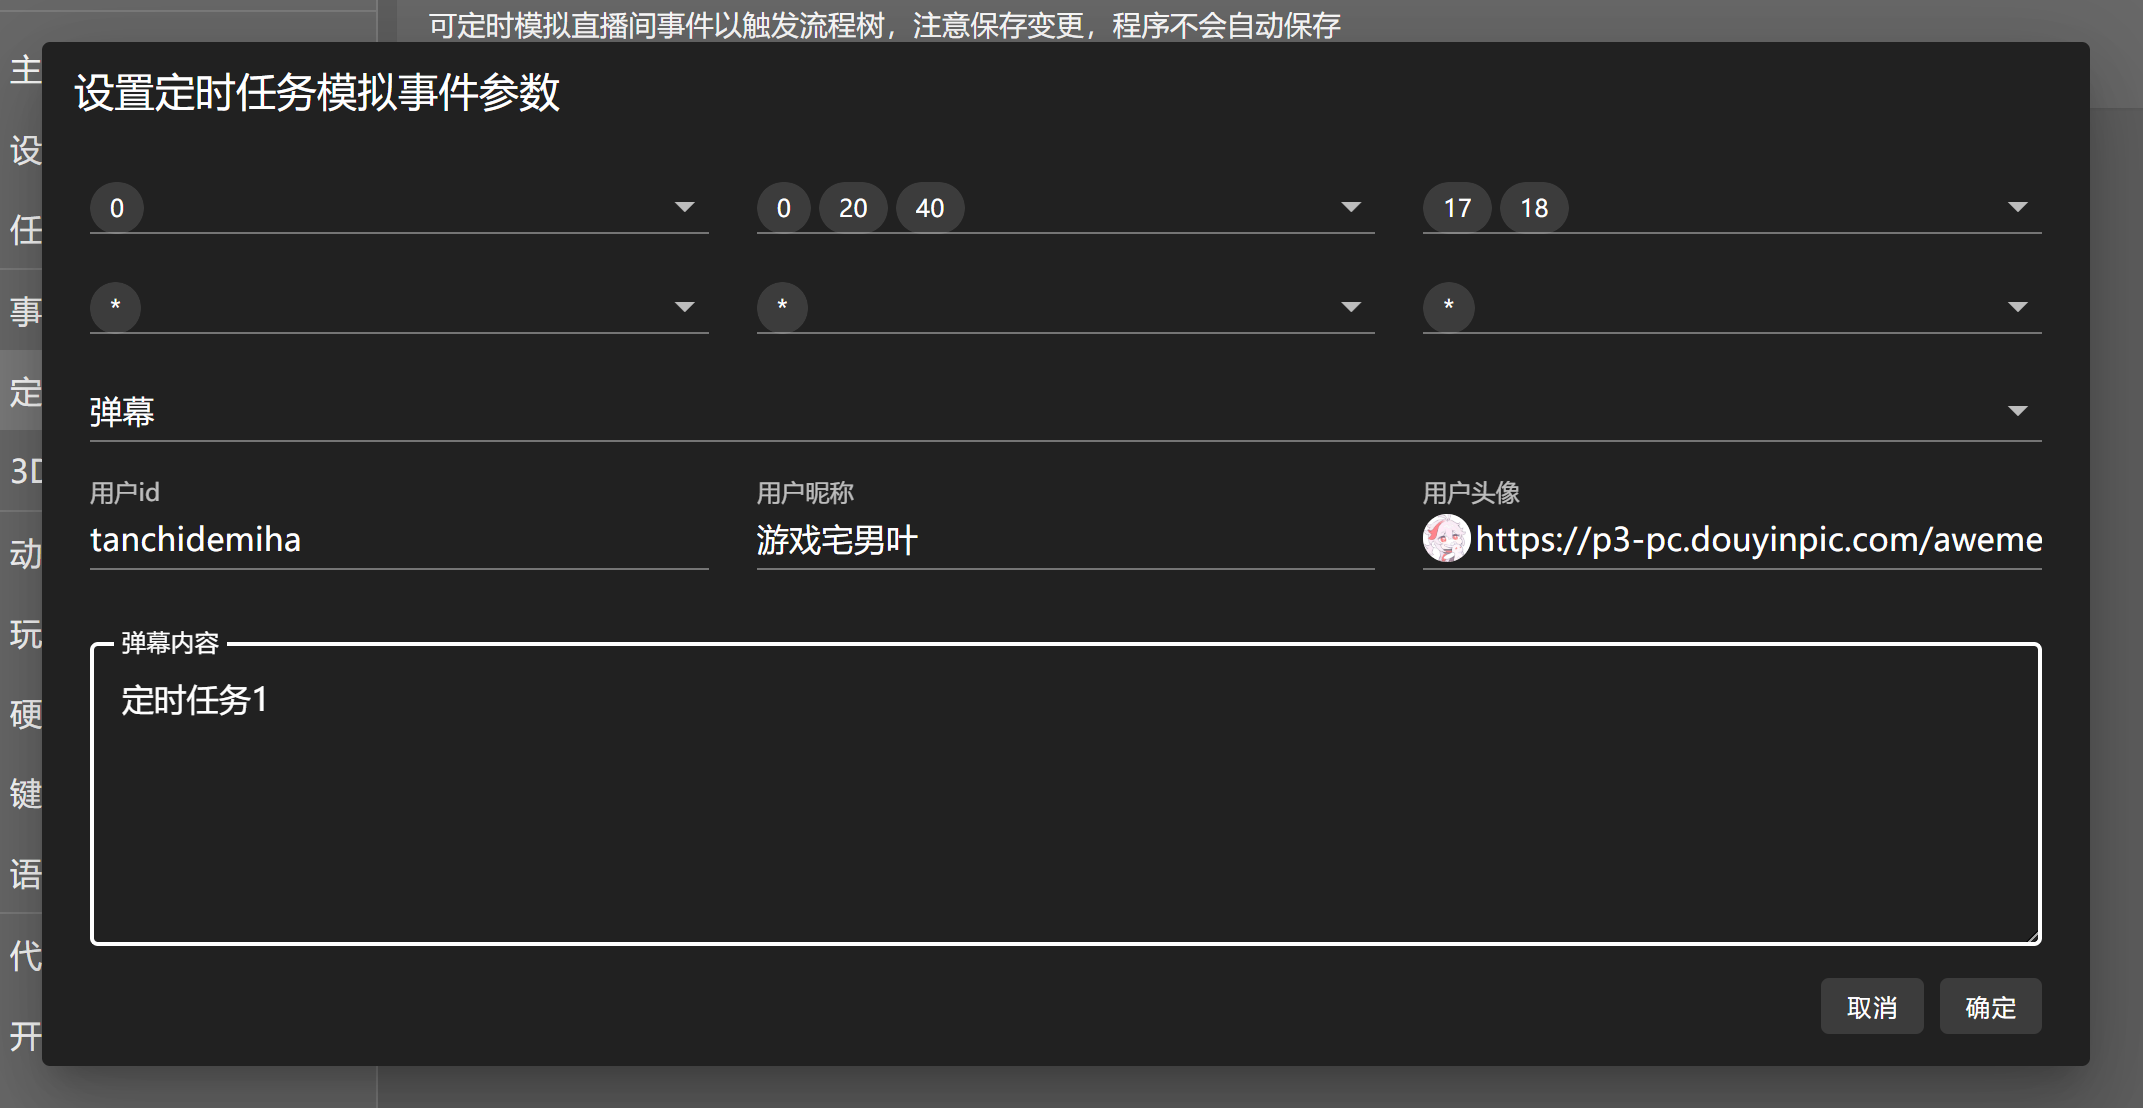 可定时模拟直播间事件以触发流程树，注意保存变更，程序不会自动保存
主
设
任
事
定
3D
动
玩
硬
键
语
代
开
设置定时任务模拟事件参数
0 0 20 40 17 18
* * *
弹幕
用户id 用户昵称 用户头像
tanchidemiha 游戏宅男叶 https://p3-pc.douyinpic.com/aweme
弹幕内容
定时任务1
取消 确定